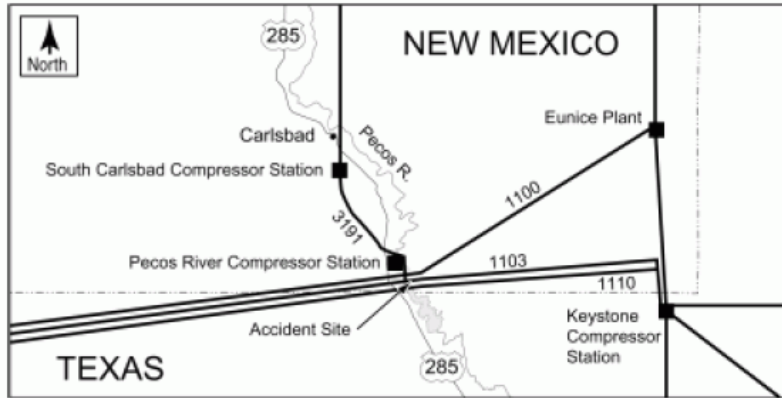 285
NEW MEXICO
North
Eunice Plant
Carlsbad
Pecos R.
South Carlsbad Compressor Station
1100
3191
Pecos River Compressor Station
1103
1110
Accident Site
Keystone
Compressor
Station
TEXAS
285